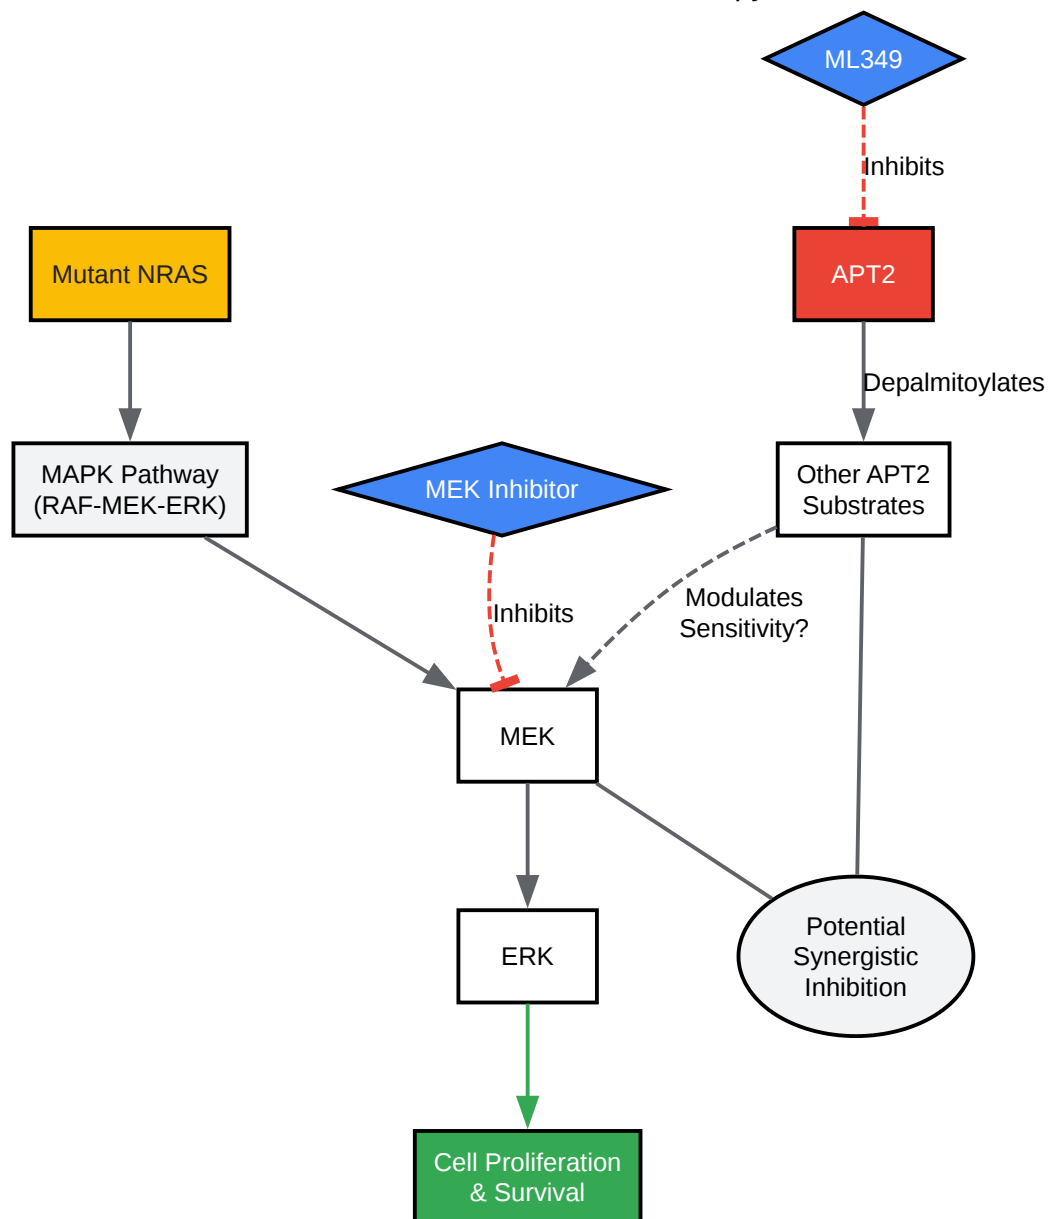 ML349
Inhibits
Mutant NRAS
APT2
Depalmitoylates
MAPK Pathway
(RAF-MEK-ERK)
MEK Inhibitor
Other APT2
Substrates
Inhibits
Modulates
Sensitivity?
MEK
ERK
Potential
Synergistic
Inhibition
Cell Proliferation
& Survival